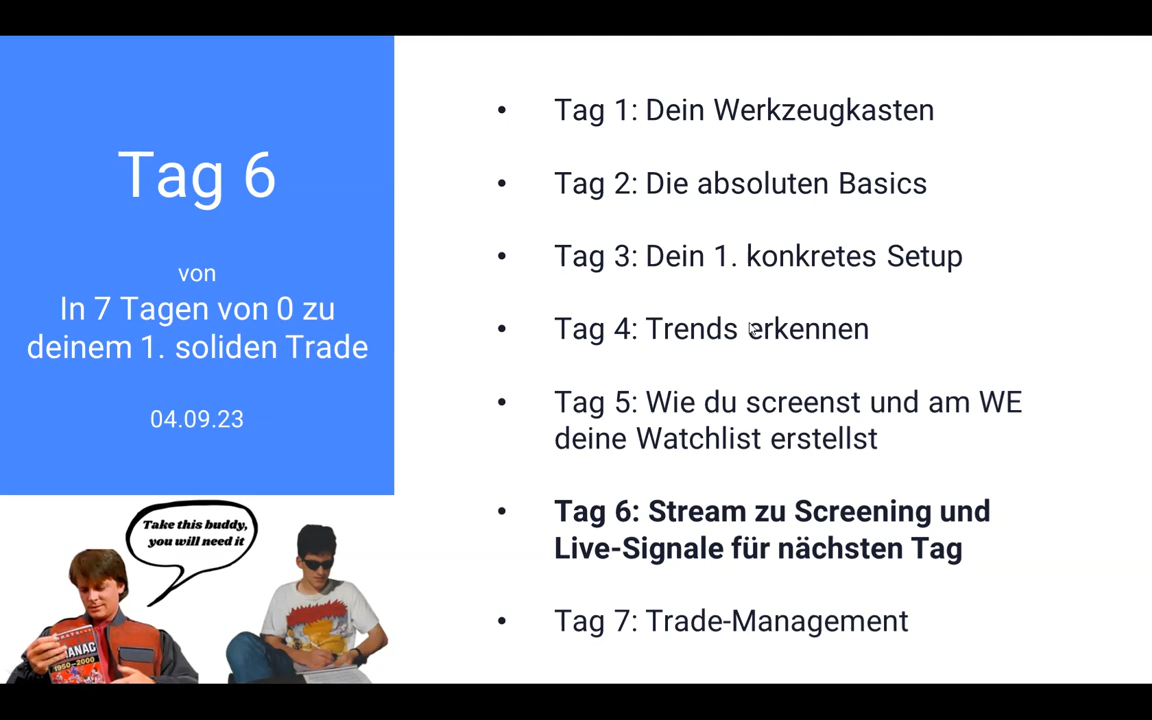 Tag 6
von
In 7 Tagen von 0 zu
deinem 1. soliden Trade
04.09.23
Take this buddy,
you will need it
ANAC
1950-2000
• Tag 1: Dein Werkzeugkasten
• Tag 2: Die absoluten Basics
• Tag 3: Dein 1. konkretes Setup
• Tag 4: Trends erkennen
• Tag 5: Wie du screenst und am WE
deine Watchlist erstellst
• Tag 6: Stream zu Screening und
Live-Signale für nächsten Tag
• Tag 7: Trade-Management